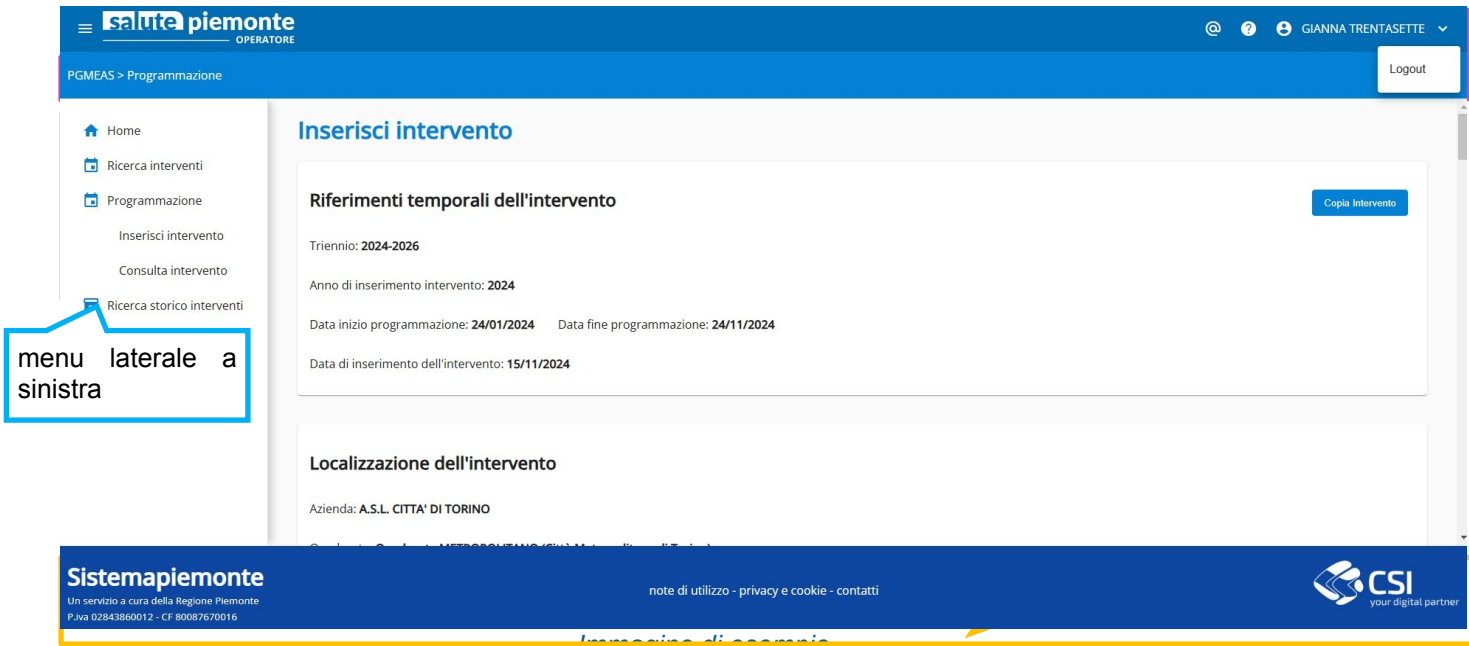 salute piemonte
OPERATORE
GIANNA TRENTASETTE
Logout
PGMEAS > Programmazione
Home
Ricerca interventi
Programmazione
Inserisci intervento
Consulta intervento
Ricerca storico interventi
menu laterale a
sinistra
Inserisci intervento
Riferimenti temporali dell'intervento
Copia Intervento
Triennio: 2024-2026
Anno di inserimento intervento: 2024
Data inizio programmazione: 24/01/2024 Data fine programmazione: 24/11/2024
Data di inserimento dell'intervento: 15/11/2024
Localizzazione dell'intervento
Azienda: A.S.L. CITTA' DI TORINO
Sistemapiemonte
Un servizio a cura della Regione Piemonte
P.iva 02843860012 - CF 80087670016
note di utilizzo - privacy e cookie - contatti
CSI
your digital partner